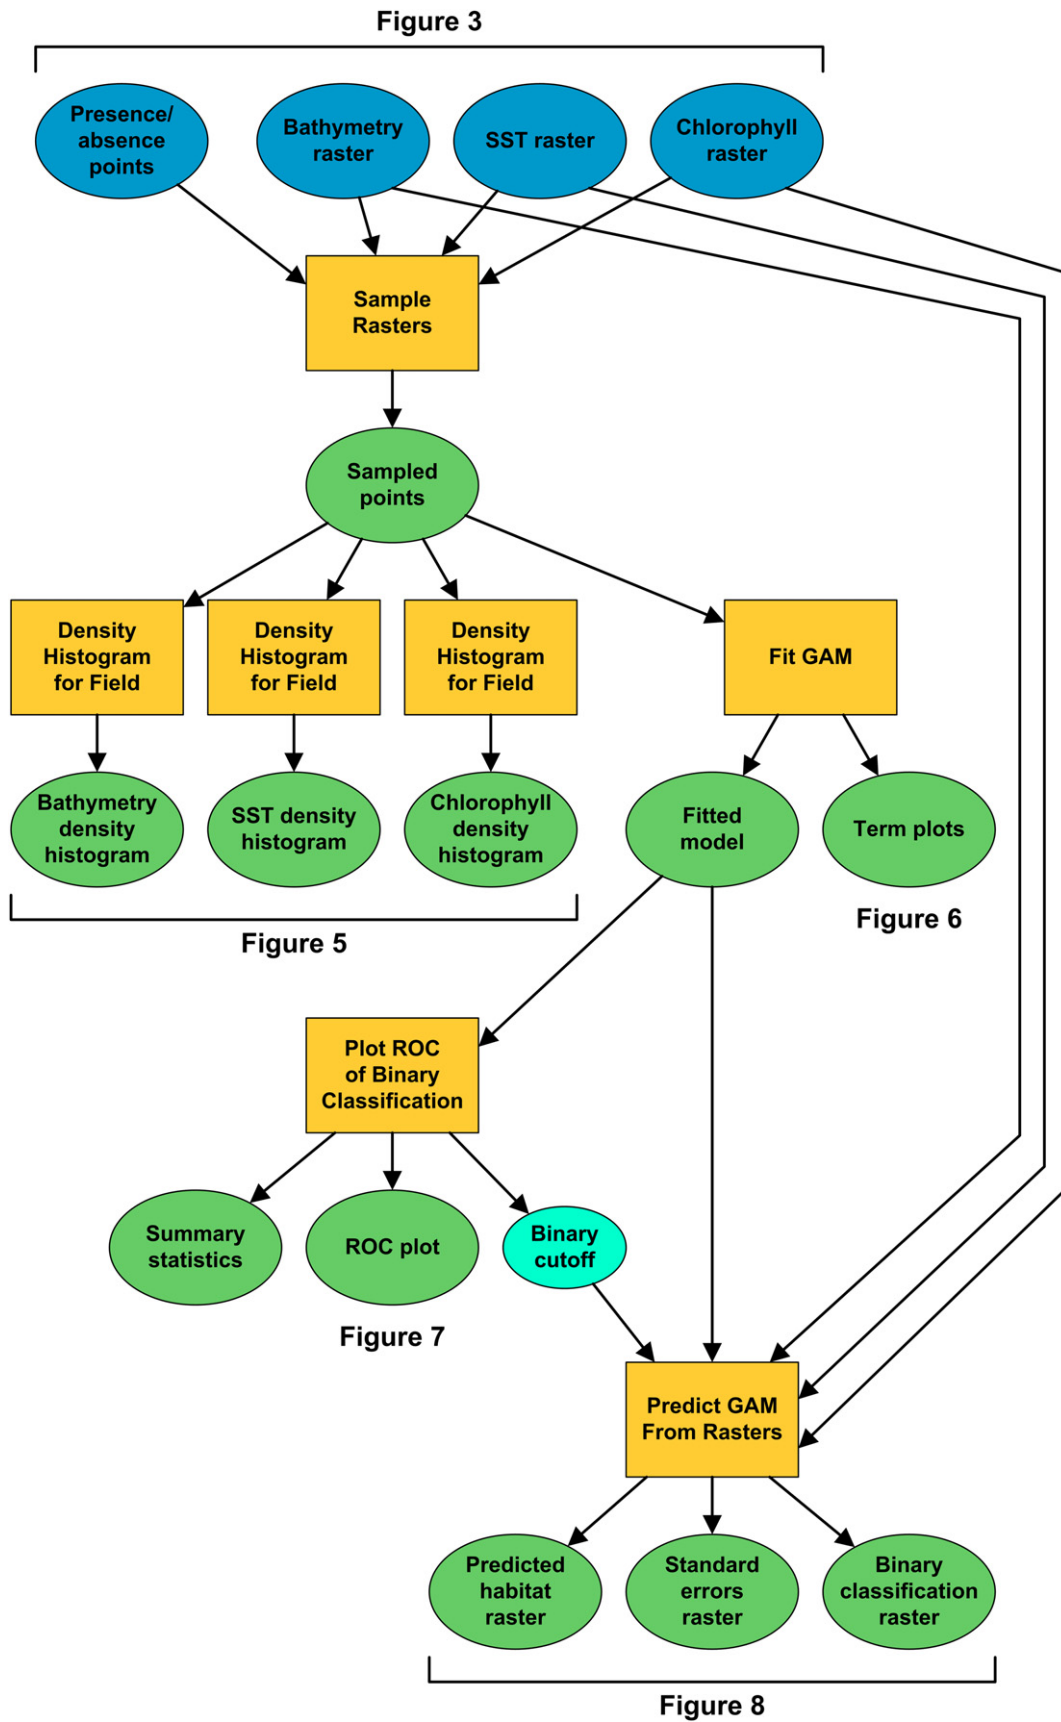 Figure 3
Presence/
absence
points
Bathymetry
raster
SST raster
Chlorophyll
raster
Sample
Rasters
Sampled
points
Density
Histogram
for Field
Density
Histogram
for Field
Density
Histogram
for Field
Fit GAM
Bathymetry
density
histogram
SST density
histogram
Chlorophyll
density
histogram
Fitted
model
Term plots
Figure 5
Figure 6
Plot ROC
of Binary
Classification
Summary
statistics
ROC plot
Binary
cutoff
Figure 7
Predict GAM
From Rasters
Predicted
habitat
raster
Standard
errors
raster
Binary
classification
raster
Figure 8